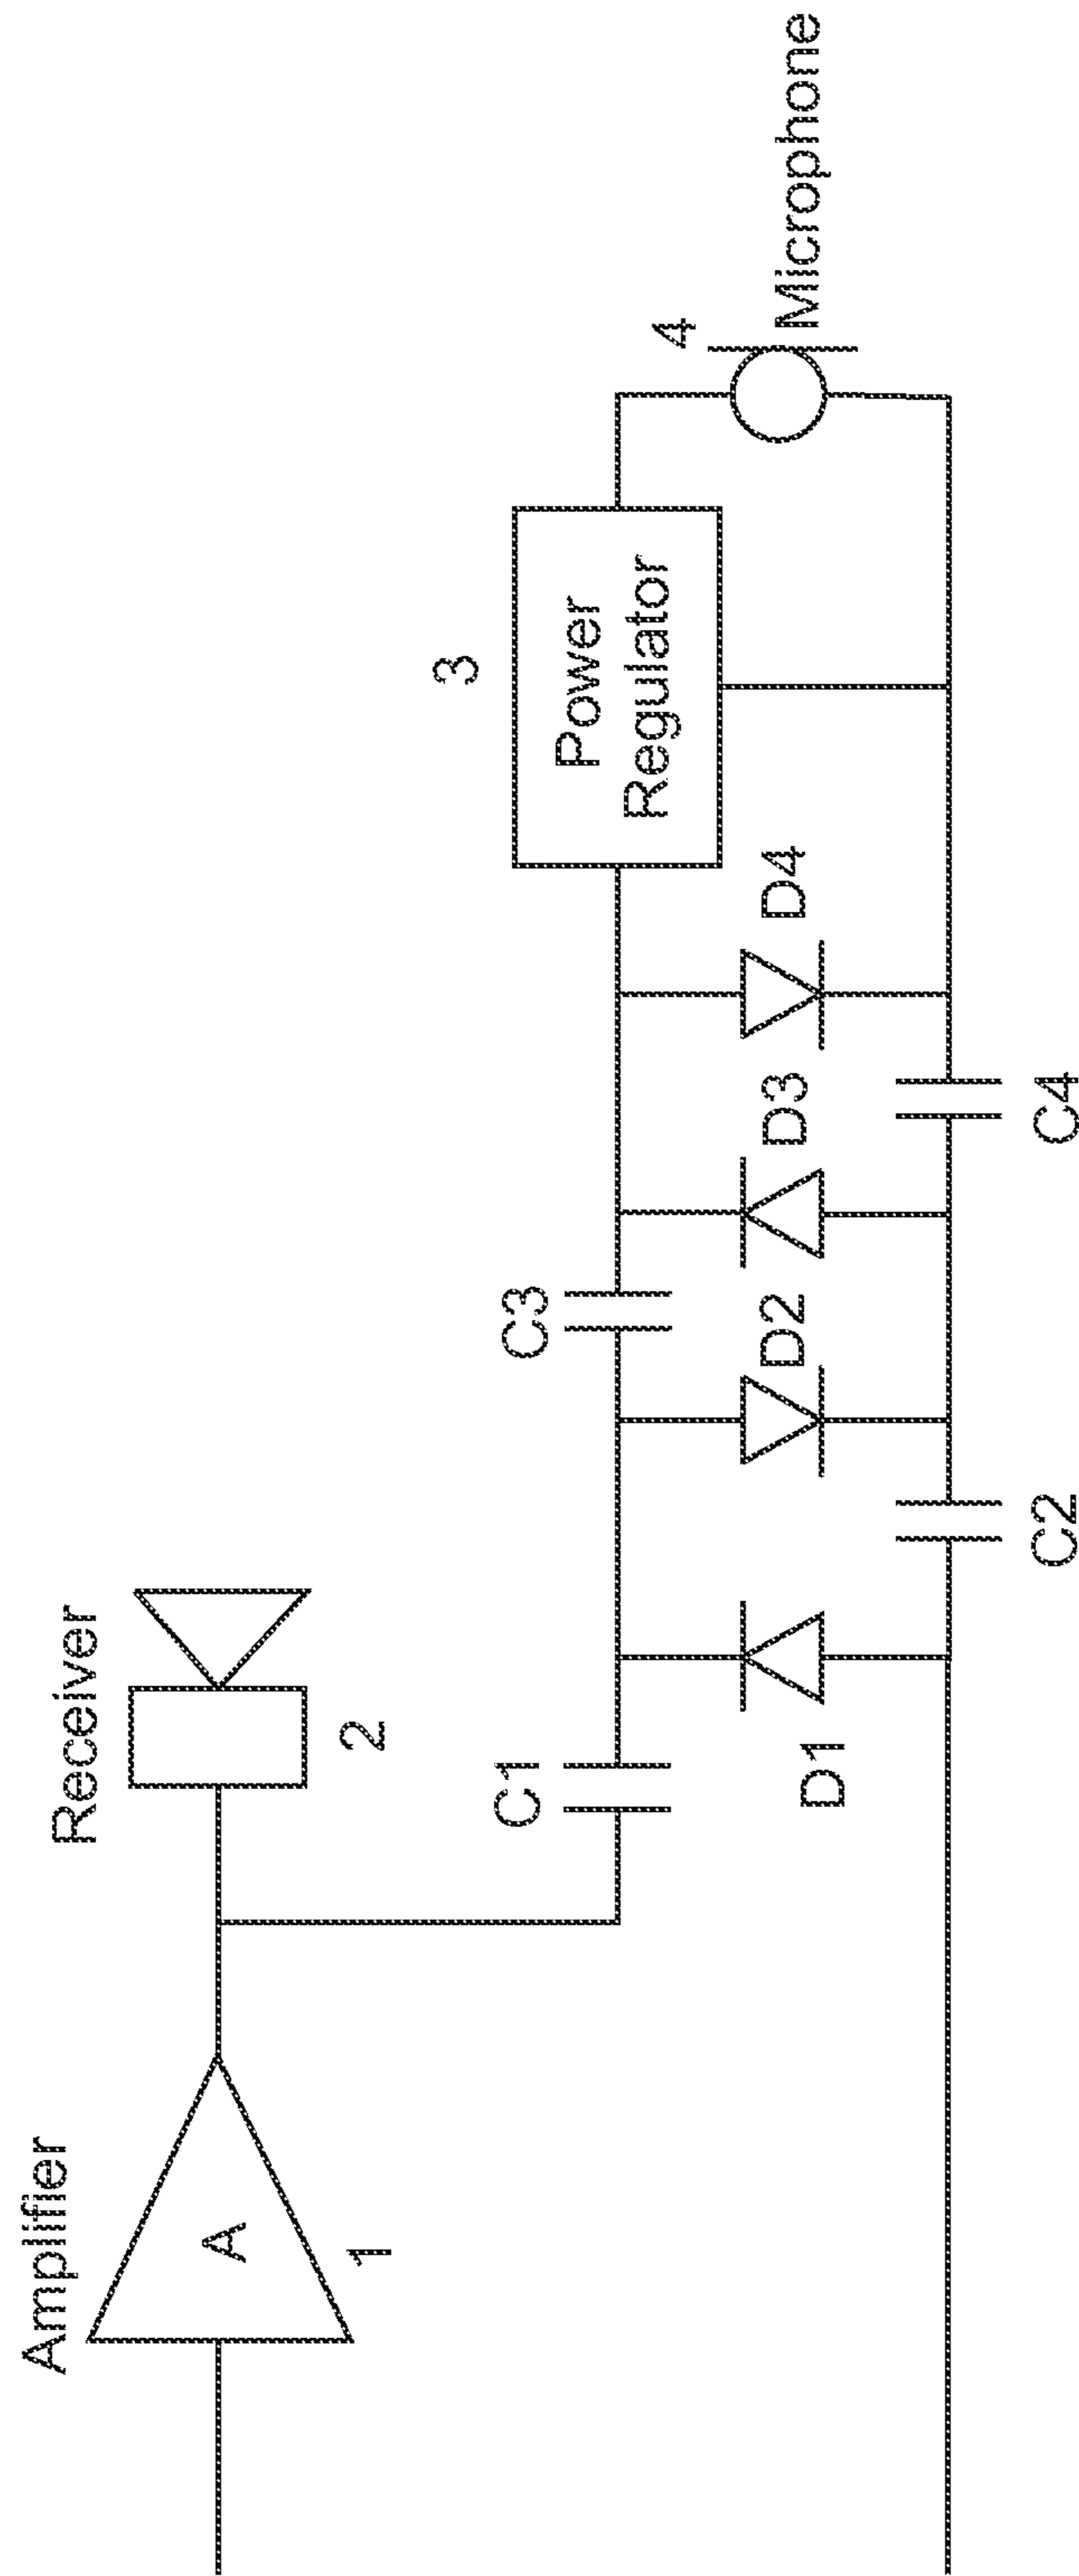 Amplifier
A
1
Receiver
2
C1
D1
C2
C3
D2
D3
C4
D4
3
Power
Regulator
4
Microphone